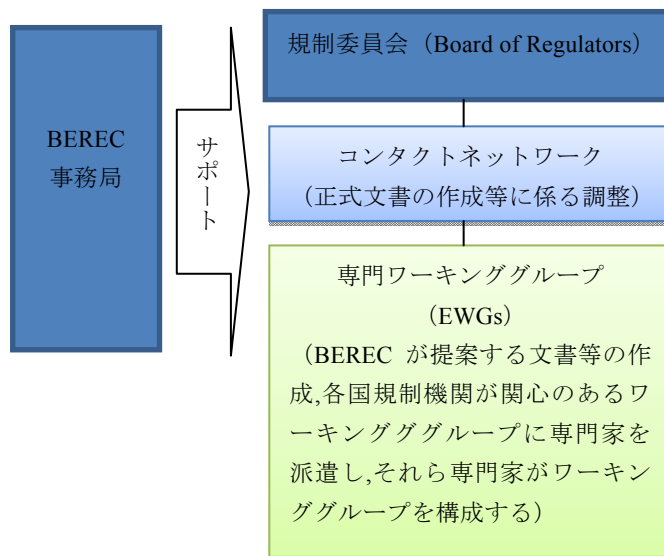 規制委員会（Board of Regulators）
BEREC
事務局
サポート
コンタクトネットワーク
（正式文書の作成等に係る調整）
専門ワーキンググループ
（EWGs）
（BEREC が提案する文書等の作
成,各国規制機関が関心のあるワ
ーキングググループに専門家を
派遣し,それら専門家がワーキン
ググループを構成する）